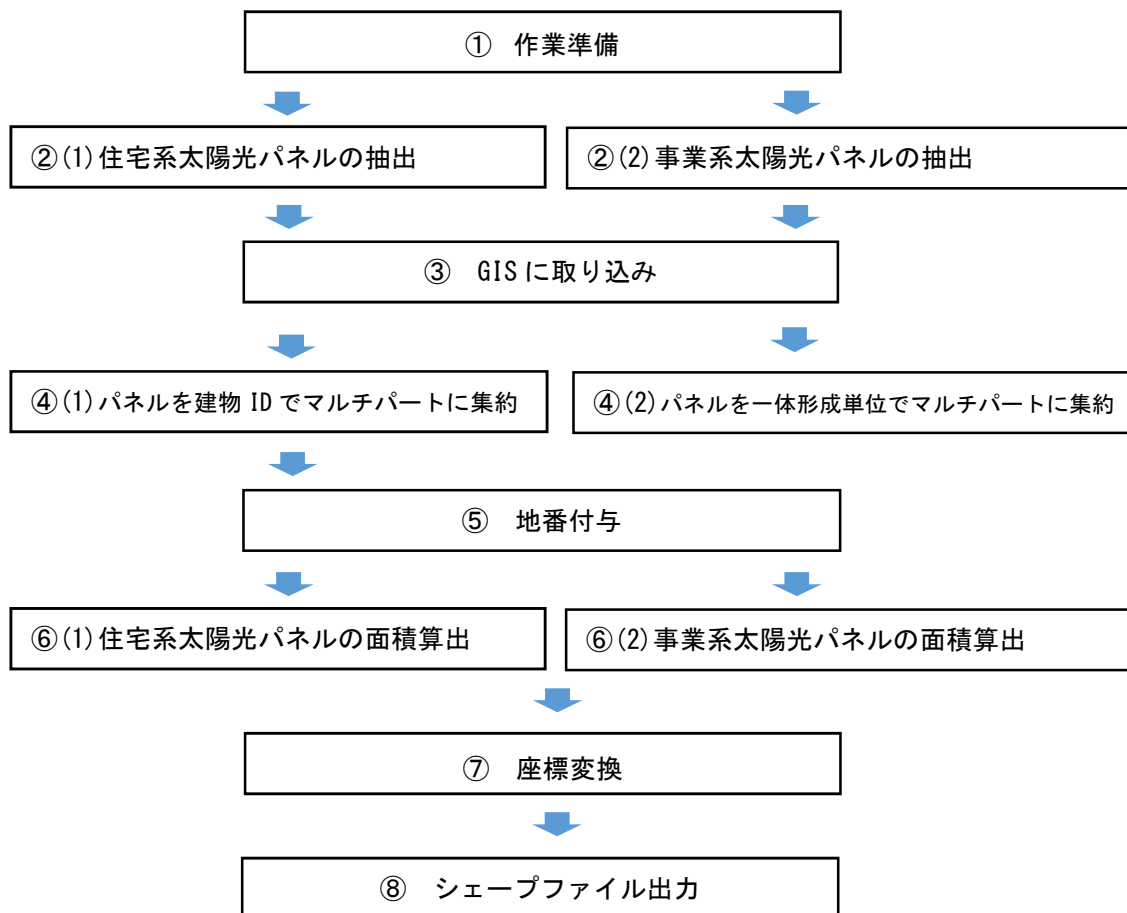 ① 作業準備
②(1)住宅系太陽光パネルの抽出
②(2)事業系太陽光パネルの抽出
③ GISに取り込み
④(1)パネルを建物 ID でマルチパートに集約
④(2)パネルを一体形成単位でマルチパートに集約
⑤ 地番付与
⑥(1)住宅系太陽光パネルの面積算出
⑥(2)事業系太陽光パネルの面積算出
⑦ 座標変換
⑧ シェープファイル出力